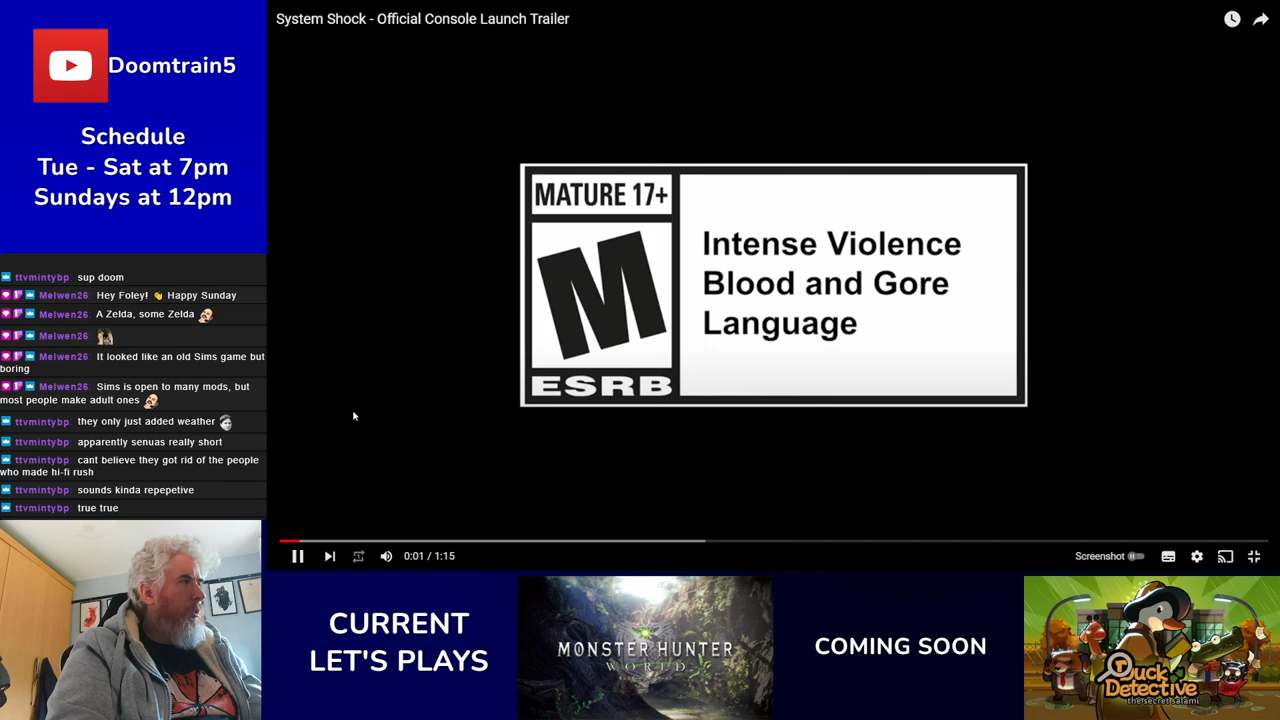 Doomtrain5
Schedule
Tue - Sat at 7pm
Sundays at 12pm
ttvmintybp: sup doom
Melwen26: Hey Foley! 👋 Happy Sunday
Melwen26: A Zelda, some Zelda
Melwen26:
Melwen26: It looked like an old Sims game but
boring
Melwen26: Sims is open to many mods, but
most people make adult ones
ttvmintybp: they only just added weather
ttvmintybp: apparently senuas really short
ttvmintybp: cant believe they got rid of the people
who made hi-fi rush
ttvmintybp: sounds kinda repepetive
ttvmintybp: true true
System Shock - Official Console Launch Trailer
MATURE 17+
M
ESRB
Intense Violence
Blood and Gore
Language
0:01 / 1:15
Screenshot
CURRENT
LET'S PLAYS
MONSTER HUNTER
WORLD
COMING SOON
Duck
Detective
the secret salami